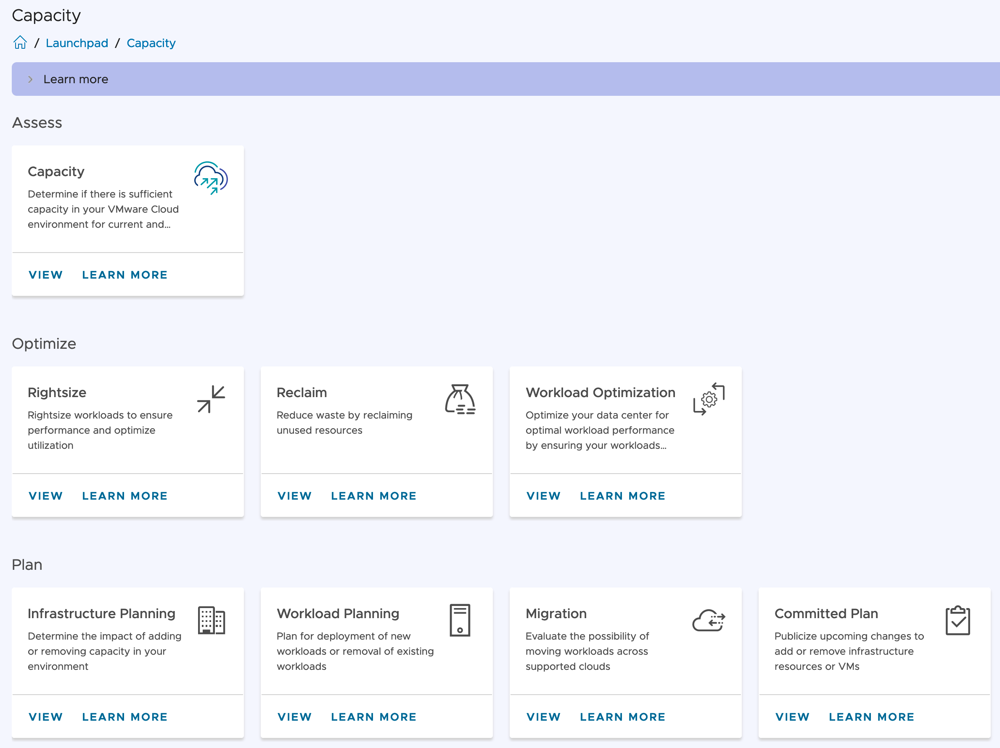 Capacity
/ Launchpad / Capacity
Learn more
Assess
Capacity
Determine if there is sufficient
capacity in your VMware Cloud
environment for current and...
VIEW LEARN MORE
Optimize
Rightsize
Rightsize workloads to ensure
performance and optimize
utilization
VIEW LEARN MORE
Reclaim
Reduce waste by reclaiming
unused resources
VIEW LEARN MORE
Workload Optimization
Optimize your data center for
optimal workload performance
by ensuring your workloads...
VIEW LEARN MORE
Plan
Infrastructure Planning
Determine the impact of adding
or removing capacity in your
environment
VIEW LEARN MORE
Workload Planning
Plan for deployment of new
workloads or removal of existing
workloads
VIEW LEARN MORE
Migration
Evaluate the possibility of
moving workloads across
supported clouds
VIEW LEARN MORE
Committed Plan
Publicize upcoming changes to
add or remove infrastructure
resources or VMs
VIEW LEARN MORE